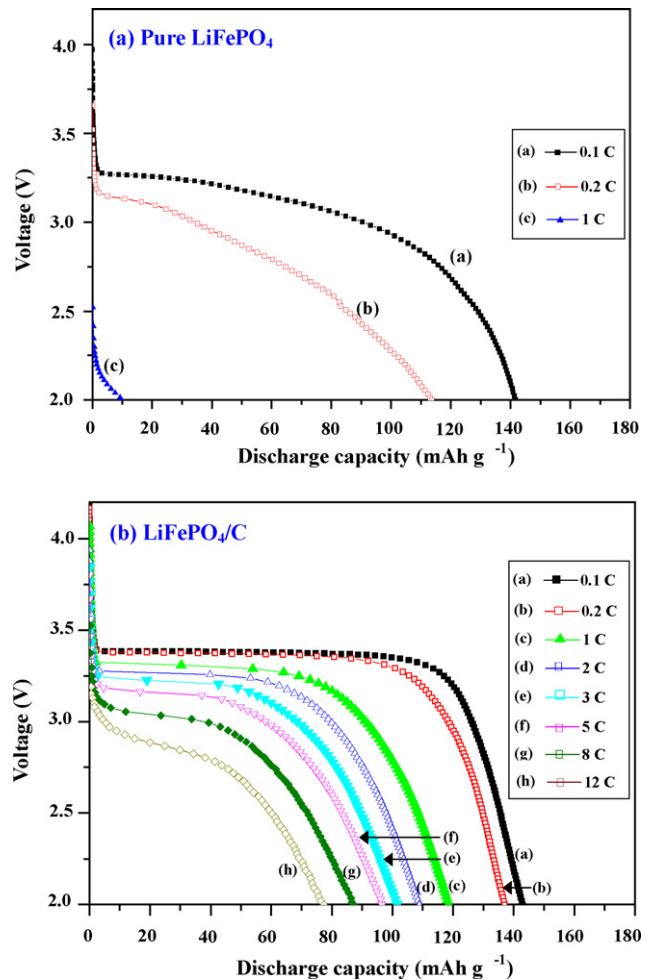 (a) Pure LiFePO4
4.0
3.5
3.0
2.5
2.0
Voltage (V)
(a) 0.1 C
(b) 0.2 C
(c) 1 C
(a)
(b)
(c)
0 20 40 60 80 100 120 140 160 180
Discharge capacity (mAh g -1)
(b) LiFePO4/C
4.0
3.5
3.0
2.5
2.0
Voltage (V)
(a) 0.1 C
(b) 0.2 C
(c) 1 C
(d) 2 C
(e) 3 C
(f) 5 C
(g) 8 C
(h) 12 C
(f)
(e)
(a)
(h) (g) (d) (c) (b)
0 20 40 60 80 100 120 140 160 180
Discharge capacity (mAh g -1)